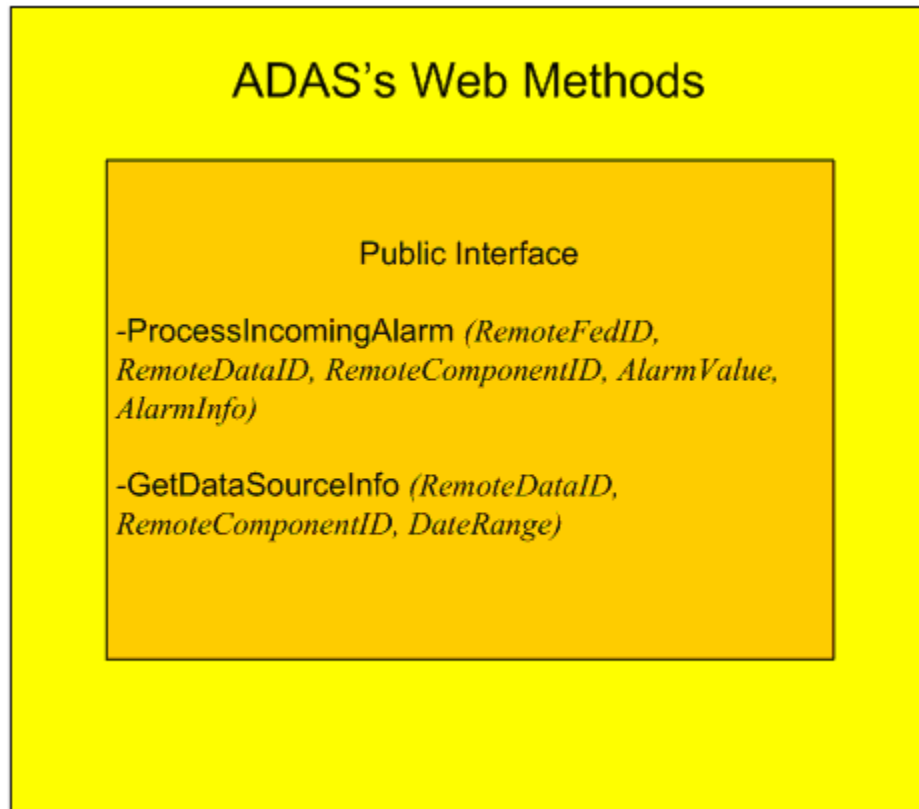 ADAS's Web Methods
Public Interface
-ProcessIncomingAlarm (RemoteFedID,
RemoteDataID, RemoteComponentID, AlarmValue,
AlarmInfo)
-GetDataSourceInfo (RemoteDataID,
RemoteComponentID, DateRange)